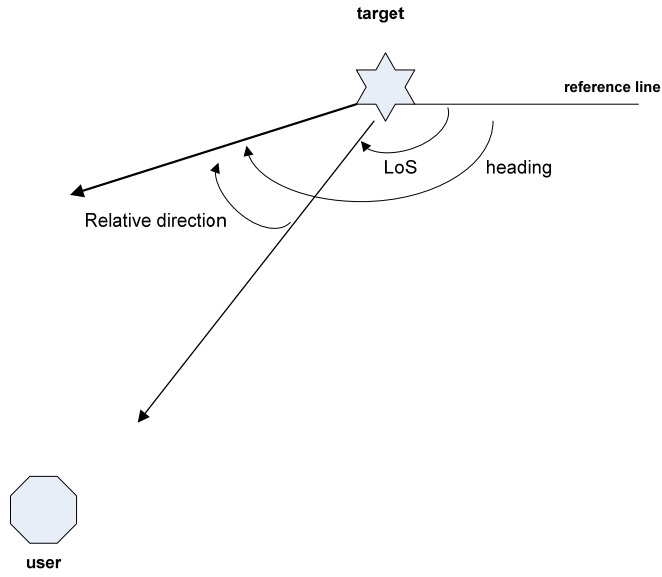 target
reference line
LoS
heading
Relative direction
user